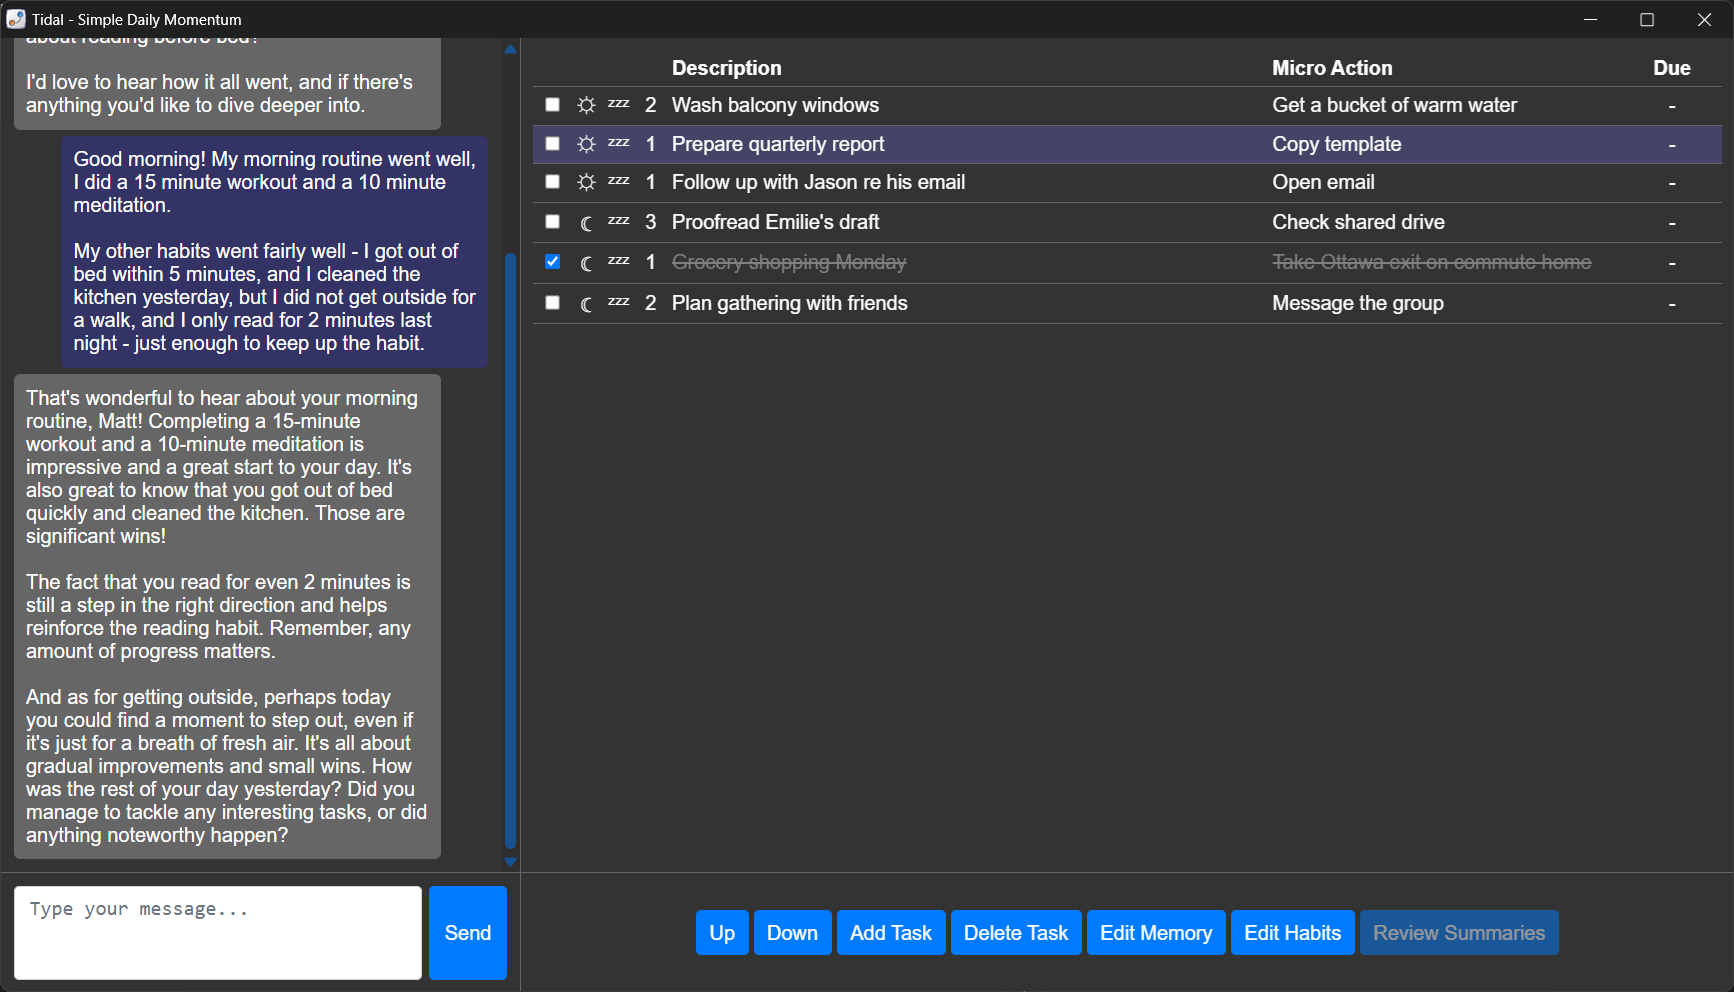 Tidal - Simple Daily Momentum
about reading before bed?
I'd love to hear how it all went, and if there's
anything you'd like to dive deeper into.
Good morning! My morning routine went well,
I did a 15 minute workout and a 10 minute
meditation.
My other habits went fairly well - I got out of
bed within 5 minutes, and I cleaned the
kitchen yesterday, but I did not get outside for
a walk, and I only read for 2 minutes last
night - just enough to keep up the habit.
That's wonderful to hear about your morning
routine, Matt! Completing a 15-minute
workout and a 10-minute meditation is
impressive and a great start to your day. It's
also great to know that you got out of bed
quickly and cleaned the kitchen. Those are
significant wins!
The fact that you read for even 2 minutes is
still a step in the right direction and helps
reinforce the reading habit. Remember, any
amount of progress matters.
And as for getting outside, perhaps today
you could find a moment to step out, even if
it's just for a breath of fresh air. It's all about
gradual improvements and small wins. How
was the rest of your day yesterday? Did you
manage to tackle any interesting tasks, or did
anything noteworthy happen?
Type your message...
Send
Description Micro Action Due
zzz 2 Wash balcony windows Get a bucket of warm water -
zzz 1 Prepare quarterly report Copy template -
zzz 1 Follow up with Jason re his email Open email -
zzz 3 Proofread Emilie's draft Check shared drive -
zzz 1 Grocery shopping Monday Take Ottawa exit on commute home -
zzz 2 Plan gathering with friends Message the group -
Up Down Add Task Delete Task Edit Memory Edit Habits Review Summaries